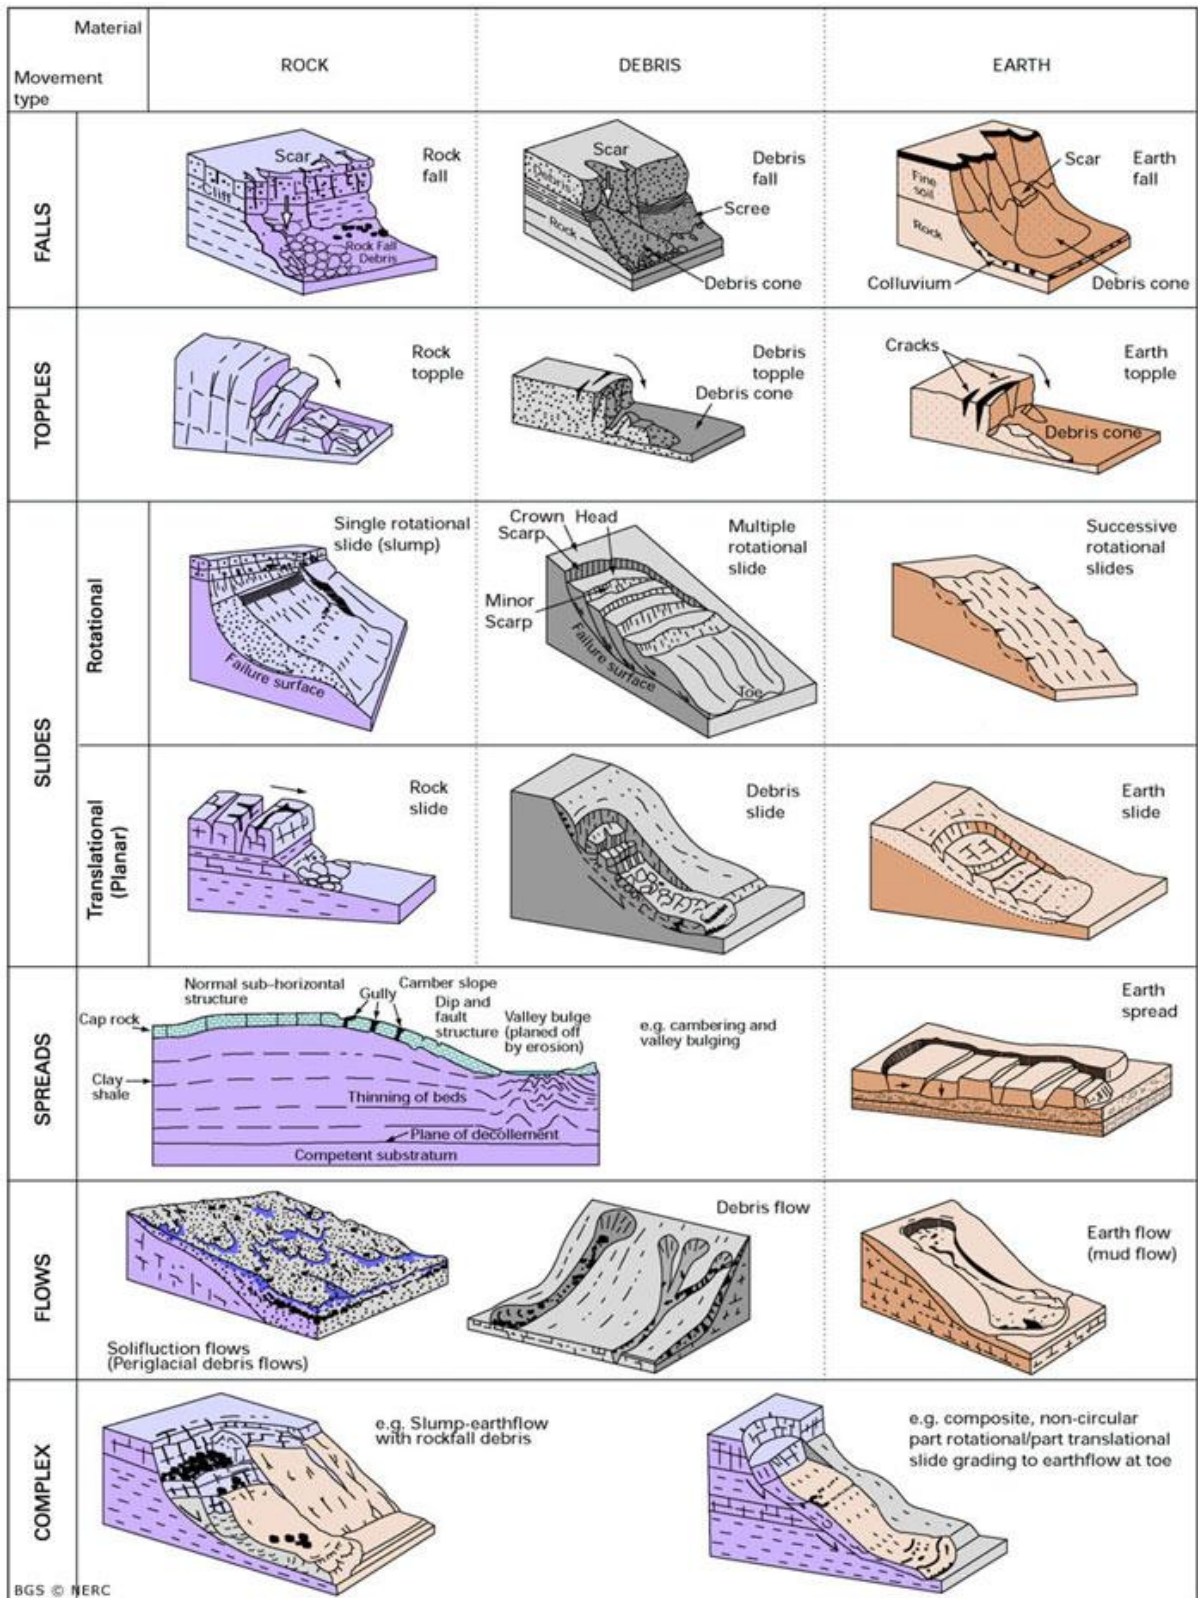 Material
Movement
type
ROCK
DEBRIS
EARTH
FALLS
Scar
Cliff
Rock Fall
Debris
Rock
fall
Scar
Debris
Rock
Debris
fall
Scree
Debris cone
Fine
soil
Rock
Scar
Earth
fall
Colluvium
Debris cone
TOPPLES
Rock
topple
Debris
topple
Debris cone
Cracks
Earth
topple
Debris cone
SLIDES
Rotational
Single rotational
slide (slump)
Failure surface
Crown
Head
Scarp
Minor
Scarp
Failure surface
Toe
Multiple
rotational
slide
Successive
rotational
slides
Translational
(Planar)
Rock
slide
Debris
slide
Earth
slide
SPREADS
Normal sub-horizontal
structure
Gully
Camber slope
Dip and
fault
structure
Valley bulge
(planed off
by erosion)
Cap rock
Clay
shale
Thinning of beds
Plane of decollement
Competent substratum
e.g. cambering and
valley bulging
Earth
spread
FLOWS
Solifluction flows
(Periglacial debris flows)
Debris flow
Earth flow
(mud flow)
COMPLEX
e.g. Slump-earthflow
with rockfall debris
e.g. composite, non-circular
part rotational/part translational
slide grading to earthflow at toe
BGS © NERC